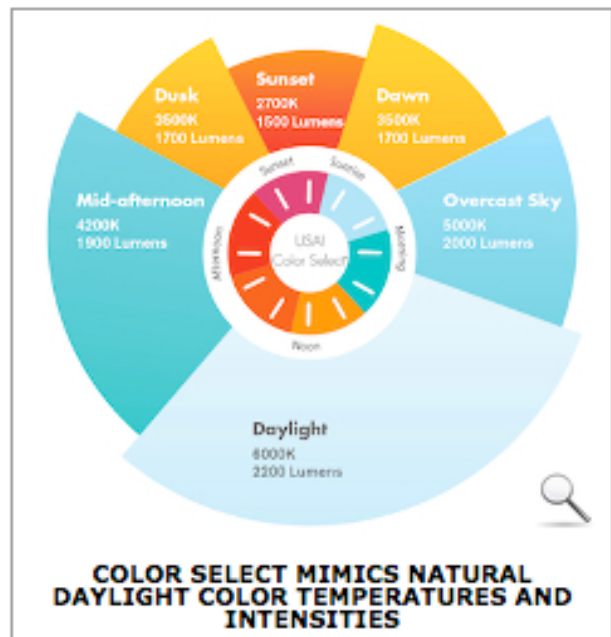 Sunset
2700K
1500 Lumens
Dusk
3500K
1700 Lumens
Dawn
3500K
1700 Lumens
Mid-afternoon
4200K
1900 Lumens
Overcast Sky
5000K
2000 Lumens
Sunset
Sunrise
Afternoon
Morning
USAI
Color Select
Noon
Daylight
6000K
2200 Lumens
COLOR SELECT MIMICS NATURAL
DAYLIGHT COLOR TEMPERATURES AND
INTENSITIES